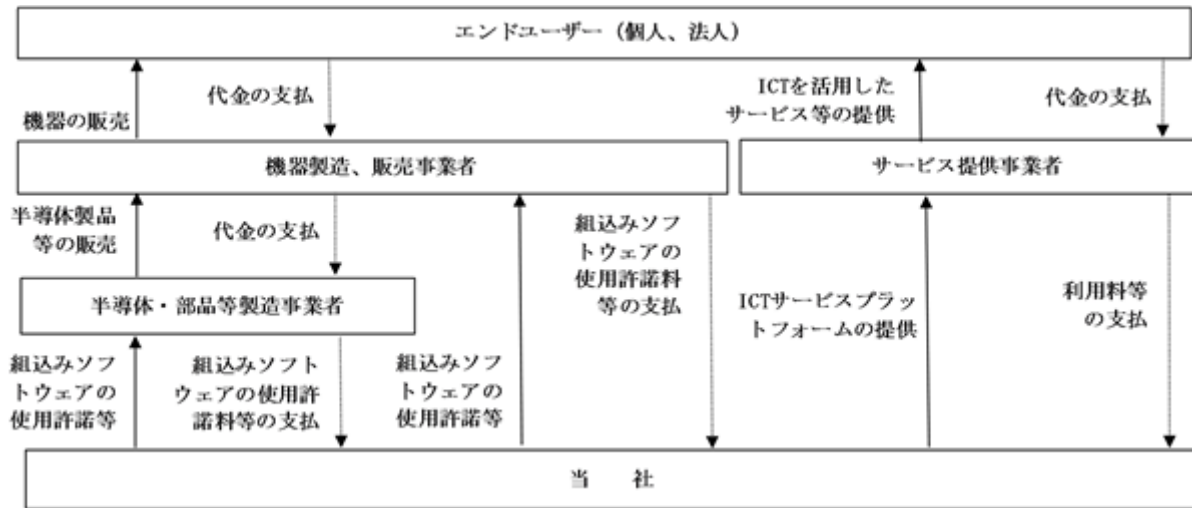 エンドユーザー（個人、法人）
機器の販売
代金の支払
ICTを活用した
サービス等の提供
代金の支払
機器製造、販売事業者
サービス提供事業者
半導体製品
等の販売
代金の支払
組込みソフ
トウェアの
使用許諾料
等の支払
ICTサービスプラッ
トフォームの提供
利用料等
の支払
半導体・部品等製造事業者
組込みソフ
トウェアの
使用許諾等
組込みソフト
ウェアの使用許
諾料等の支払
組込みソフ
トウェアの
使用許諾等
当　　社